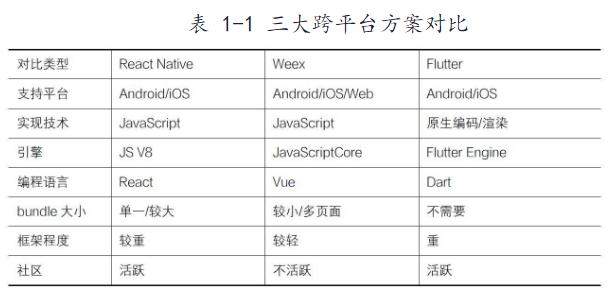 表 1-1 三大跨平台方案对比
对比类型 React Native Weex Flutter
支持平台 Android/iOS Android/iOS/Web Android/iOS
实现技术 JavaScript JavaScript 原生编码/渲染
引擎 JS V8 JavaScriptCore Flutter Engine
编程语言 React Vue Dart
bundle 大小 单一/较大 较小/多页面 不需要
框架程度 较重 较轻 重
社区 活跃 不活跃 活跃